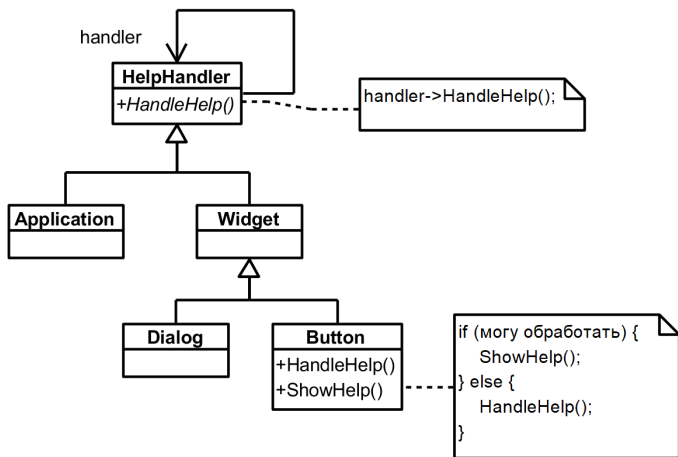 handler
HelpHandler
+HandleHelp()
handler->HandleHelp();
Application
Widget
Dialog
Button
+HandleHelp()
+ShowHelp()
if (могу обработать) {
ShowHelp();
} else {
HandleHelp();
}